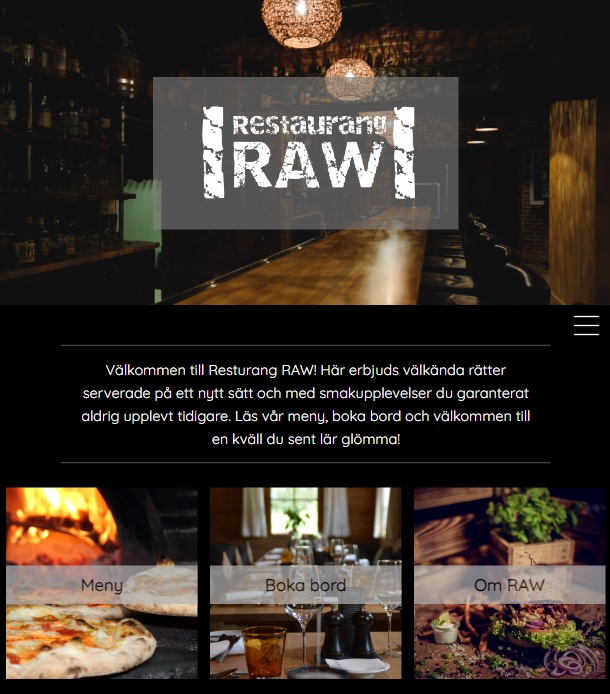 Restaurang
RAW
Välkommen till Resturang RAW! Här erbjuds välkända rätter
serverade på ett nytt sätt och med smakupplevelser du garanterat
aldrig upplevt tidigare. Läs vår meny, boka bord och välkommen till
en kväll du sent lär glömma!
Meny
Boka bord
Om RAW